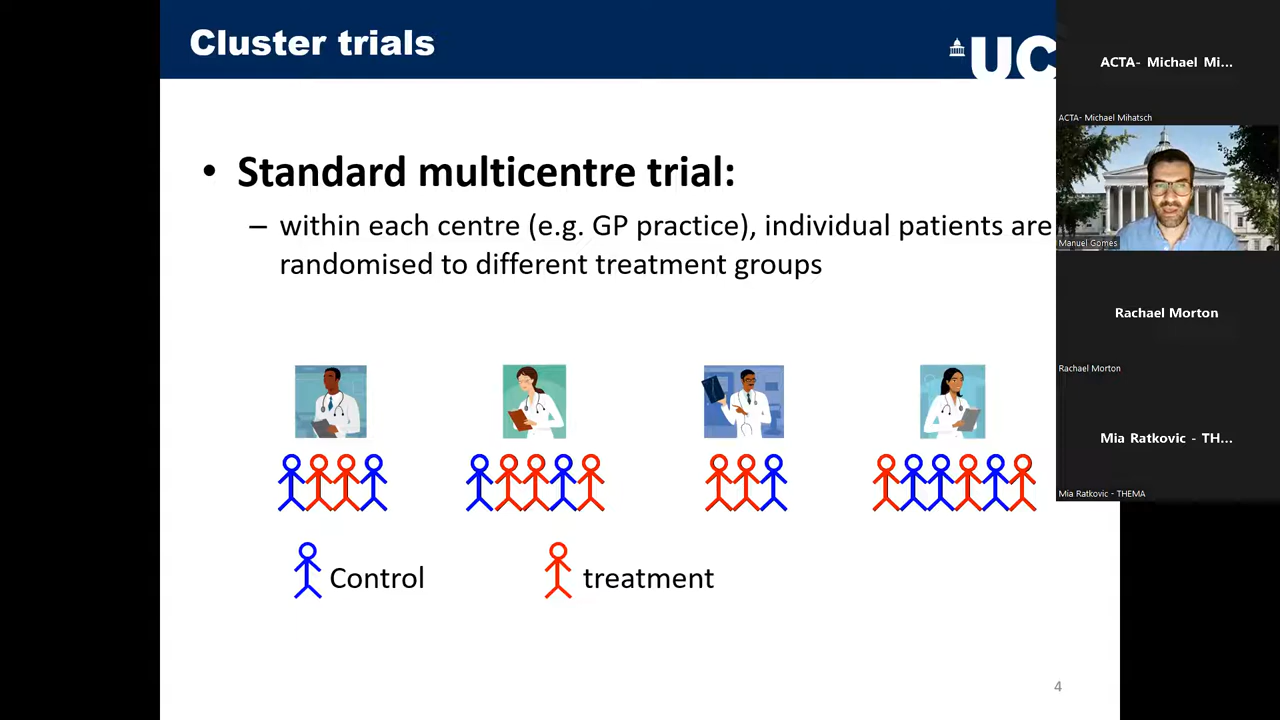 Cluster trials
UC
• Standard multicentre trial:
– within each centre (e.g. GP practice), individual patients are
randomised to different treatment groups
Control
treatment
4
ACTA- Michael Mi...
ACTA- Michael Mihatsch
Manuel Gomes
Rachael Morton
Rachael Morton
Mia Ratkovic - TH...
Mia Ratkovic - THEMA